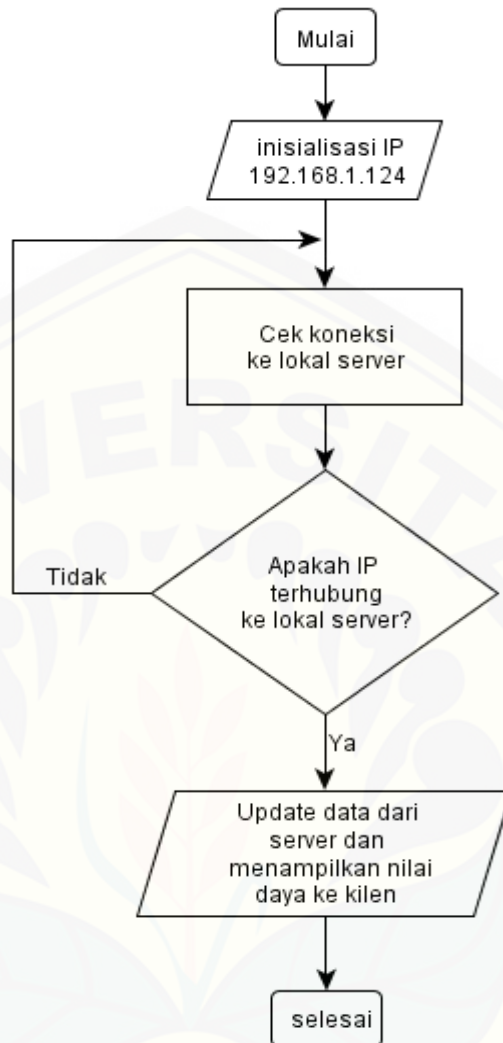 Mulai
inisialisasi IP
192.168.1.124
Cek koneksi
ke lokal server
Apakah IP
terhubung
ke lokal server?
Tidak
Ya
Update data dari
server dan
menampilkan nilai
daya ke kilen
selesai